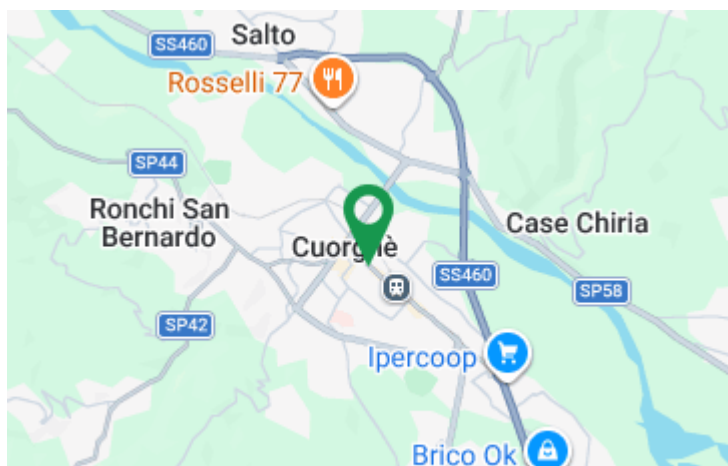 Salto
SS460
Rosselli 77
SP44
Ronchi San
Bernardo
Case Chiria
Cuorgnè
SS460
SP58
SP42
Ipercoop
Brico Ok